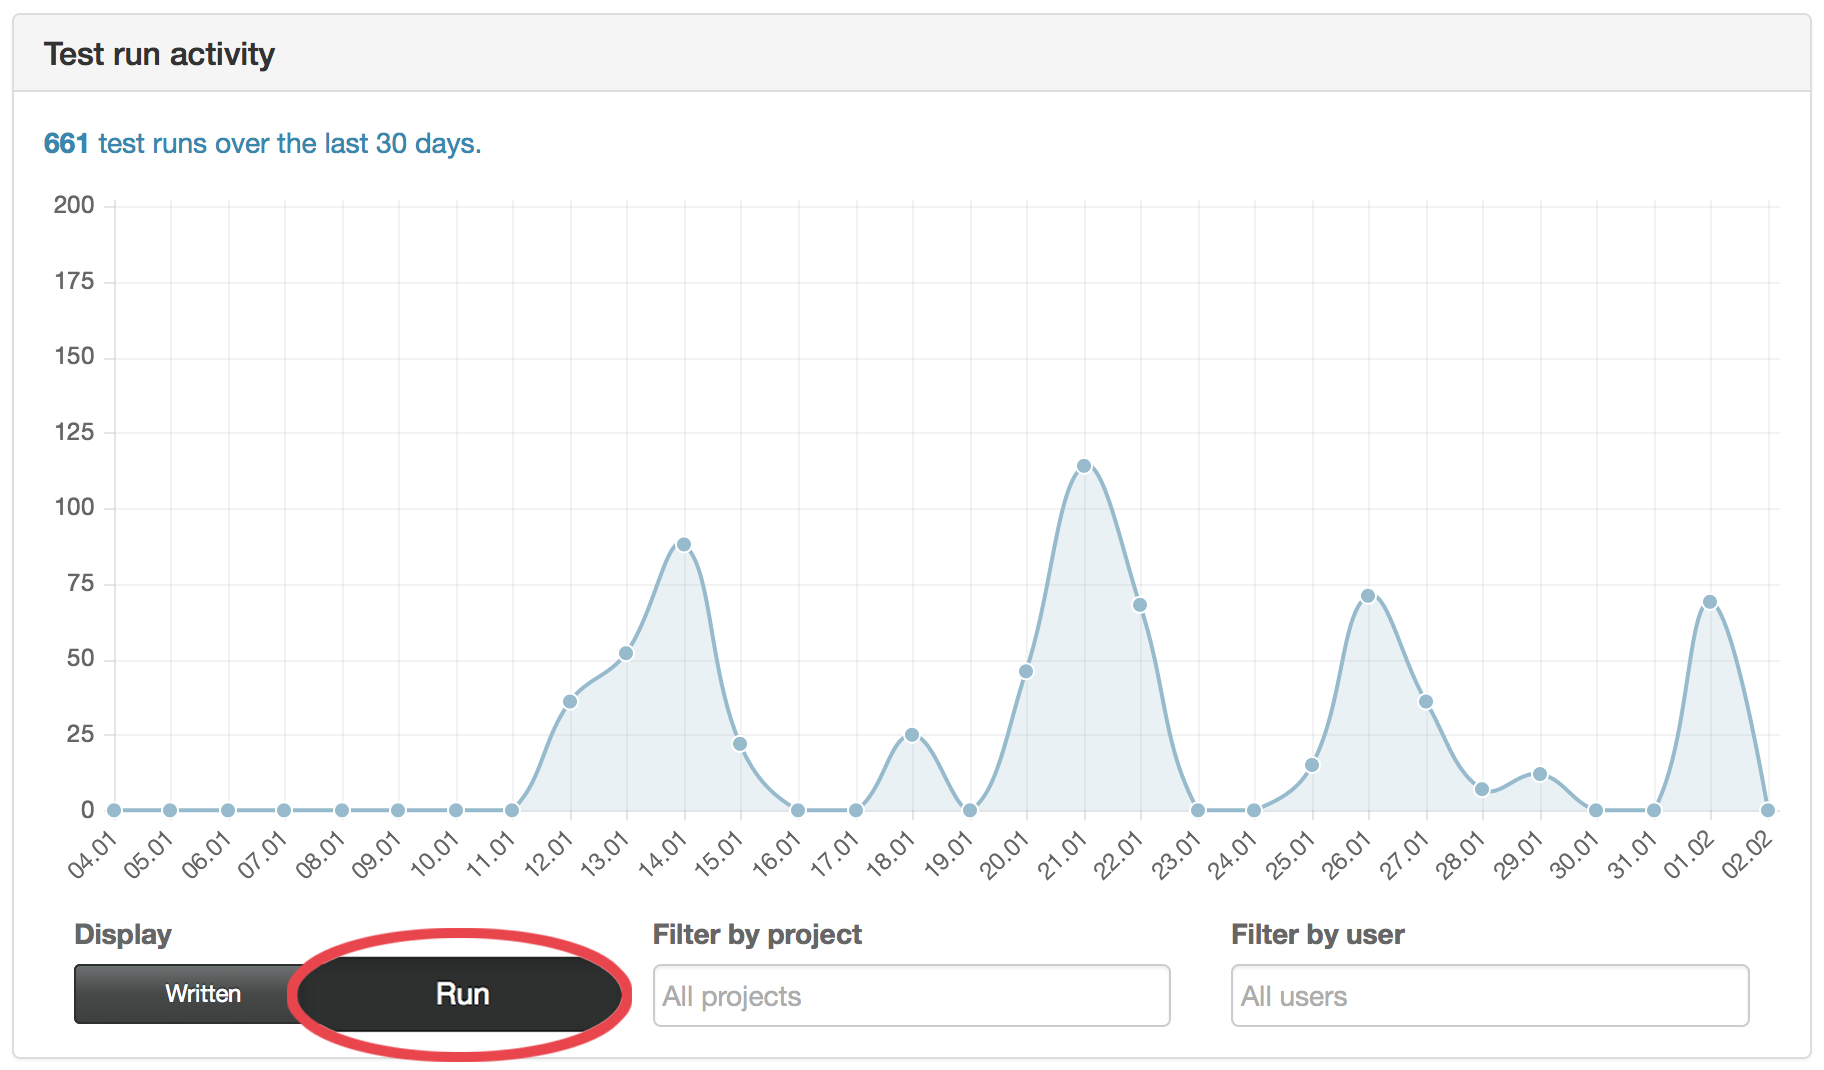 Test run activity
661 test runs over the last 30 days.
200
175
150
125
100
75
50
25
0
04.01 05.01 06.01 07.01 08.01 09.01 10.01 11.01 12.01 13.01 14.01 15.01 16.01 17.01 18.01 19.01 20.01 21.01 22.01 23.01 24.01 25.01 26.01 27.01 28.01 29.01 30.01 31.01 01.02 02.02
Display Filter by project Filter by user
Written Run All projects All users